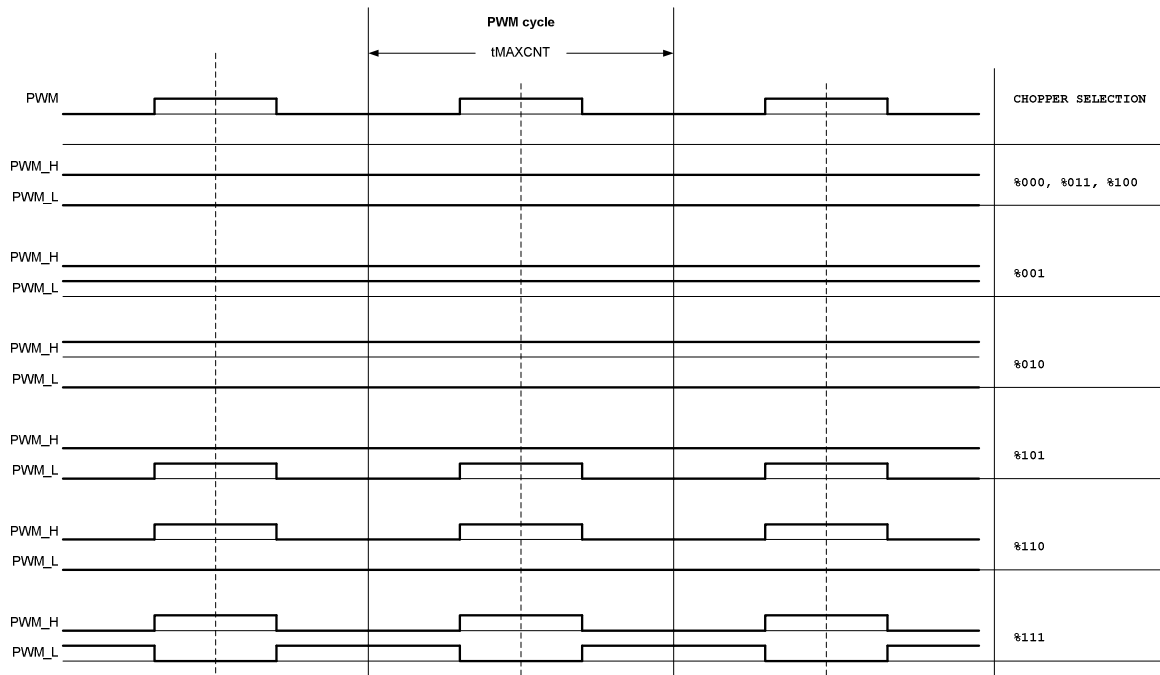 PWM cycle
tMAXCNT
PWM
CHOPPER SELECTION
PWM_H
PWM_L
%000, %011, %100
PWM_H
PWM_L
%001
PWM_H
PWM_L
%010
PWM_H
PWM_L
%101
PWM_H
PWM_L
%110
PWM_H
PWM_L
%111